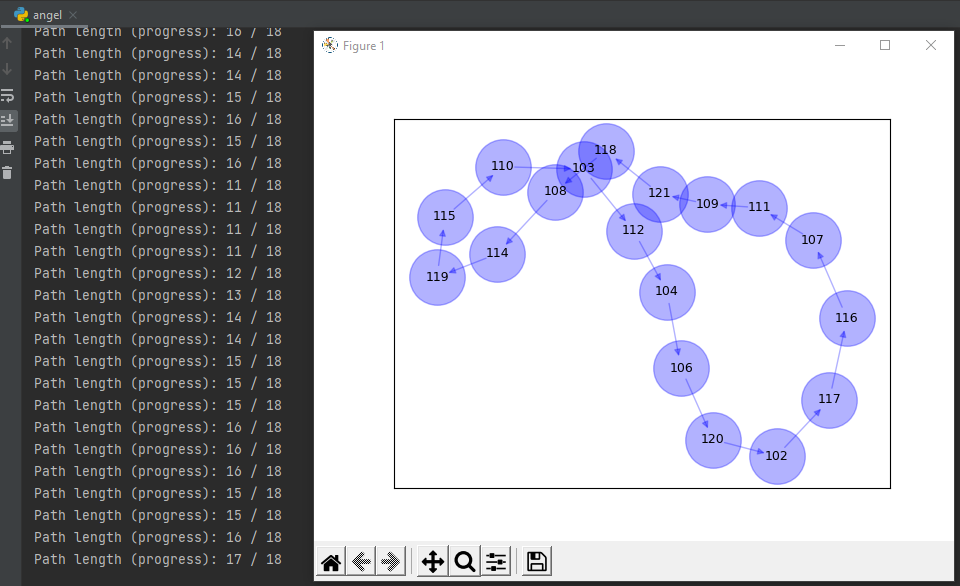 angel
Path length (progress): 16 / 18
Path length (progress): 14 / 18
Path length (progress): 14 / 18
Path length (progress): 15 / 18
Path length (progress): 16 / 18
Path length (progress): 15 / 18
Path length (progress): 16 / 18
Path length (progress): 11 / 18
Path length (progress): 11 / 18
Path length (progress): 11 / 18
Path length (progress): 11 / 18
Path length (progress): 12 / 18
Path length (progress): 13 / 18
Path length (progress): 14 / 18
Path length (progress): 14 / 18
Path length (progress): 15 / 18
Path length (progress): 15 / 18
Path length (progress): 15 / 18
Path length (progress): 16 / 18
Path length (progress): 16 / 18
Path length (progress): 16 / 18
Path length (progress): 15 / 18
Path length (progress): 15 / 18
Path length (progress): 16 / 18
Path length (progress): 17 / 18
Figure 1
118
110
103
108
121
109
111
115
112
107
114
119
104
116
106
117
120
102